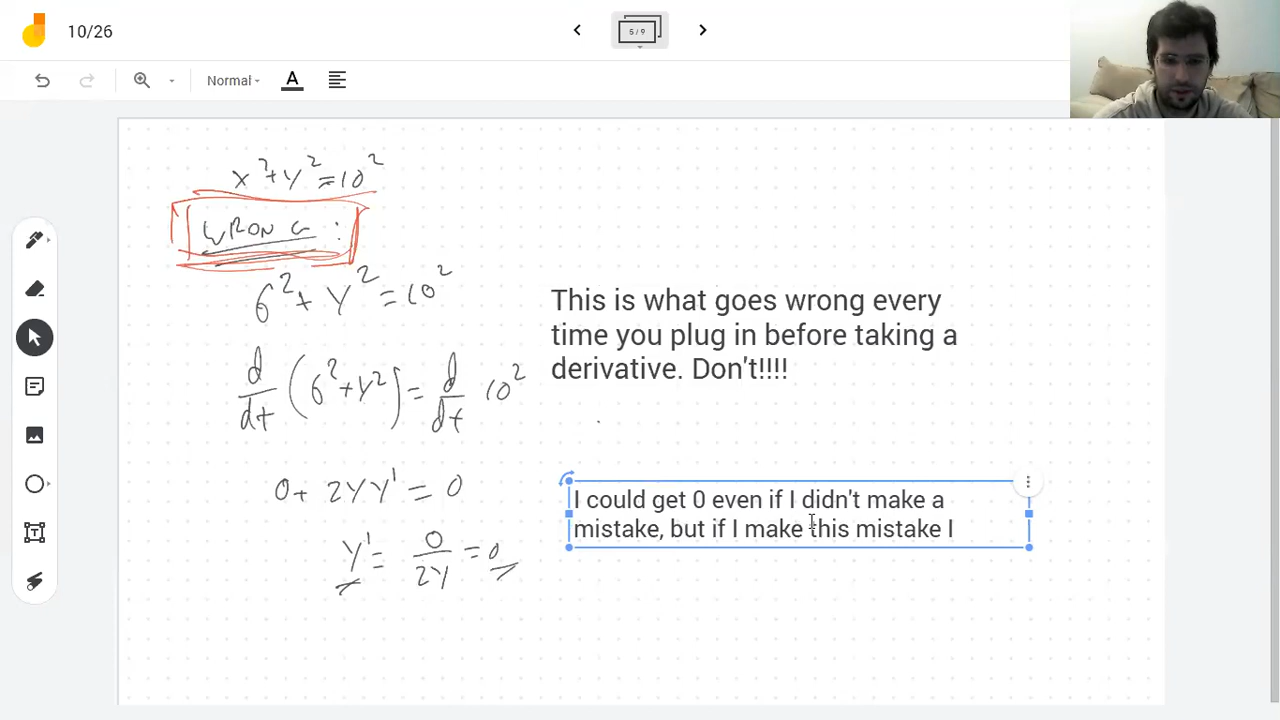 10/26
5 / 9
Normal
A
x²+y²=10²
WRONG:
6²+y²=10²
d/dt (6²+y²)= d/dt 10²
This is what goes wrong every
time you plug in before taking a
derivative. Don't!!!!
0+ 2yy'=0
y'= 0/2y =0
I could get 0 even if I didn't make a
mistake, but if I make this mistake I